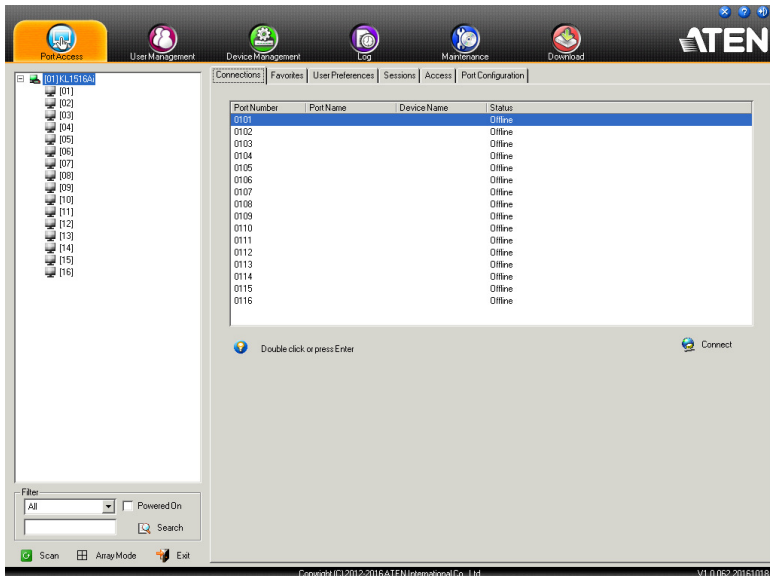 ATEN
Port Access User Management Device Management Log Maintenance Download
Connections Favorites User Preferences Sessions Access Port Configuration
[01]KL1516Ai
[01]
[02]
[03]
[04]
[05]
[06]
[07]
[08]
[09]
[10]
[11]
[12]
[13]
[14]
[15]
[16]
Port Number Port Name Device Name Status
0101 Offline
0102 Offline
0103 Offline
0104 Offline
0105 Offline
0106 Offline
0107 Offline
0108 Offline
0109 Offline
0110 Offline
0111 Offline
0112 Offline
0113 Offline
0114 Offline
0115 Offline
0116 Offline
Double click or press Enter
Connect
Filter
All Powered On
Search
Scan Array Mode Exit
Copyright (C) 2012-2016 ATEN International Co., Ltd. V1.0.062.20161018